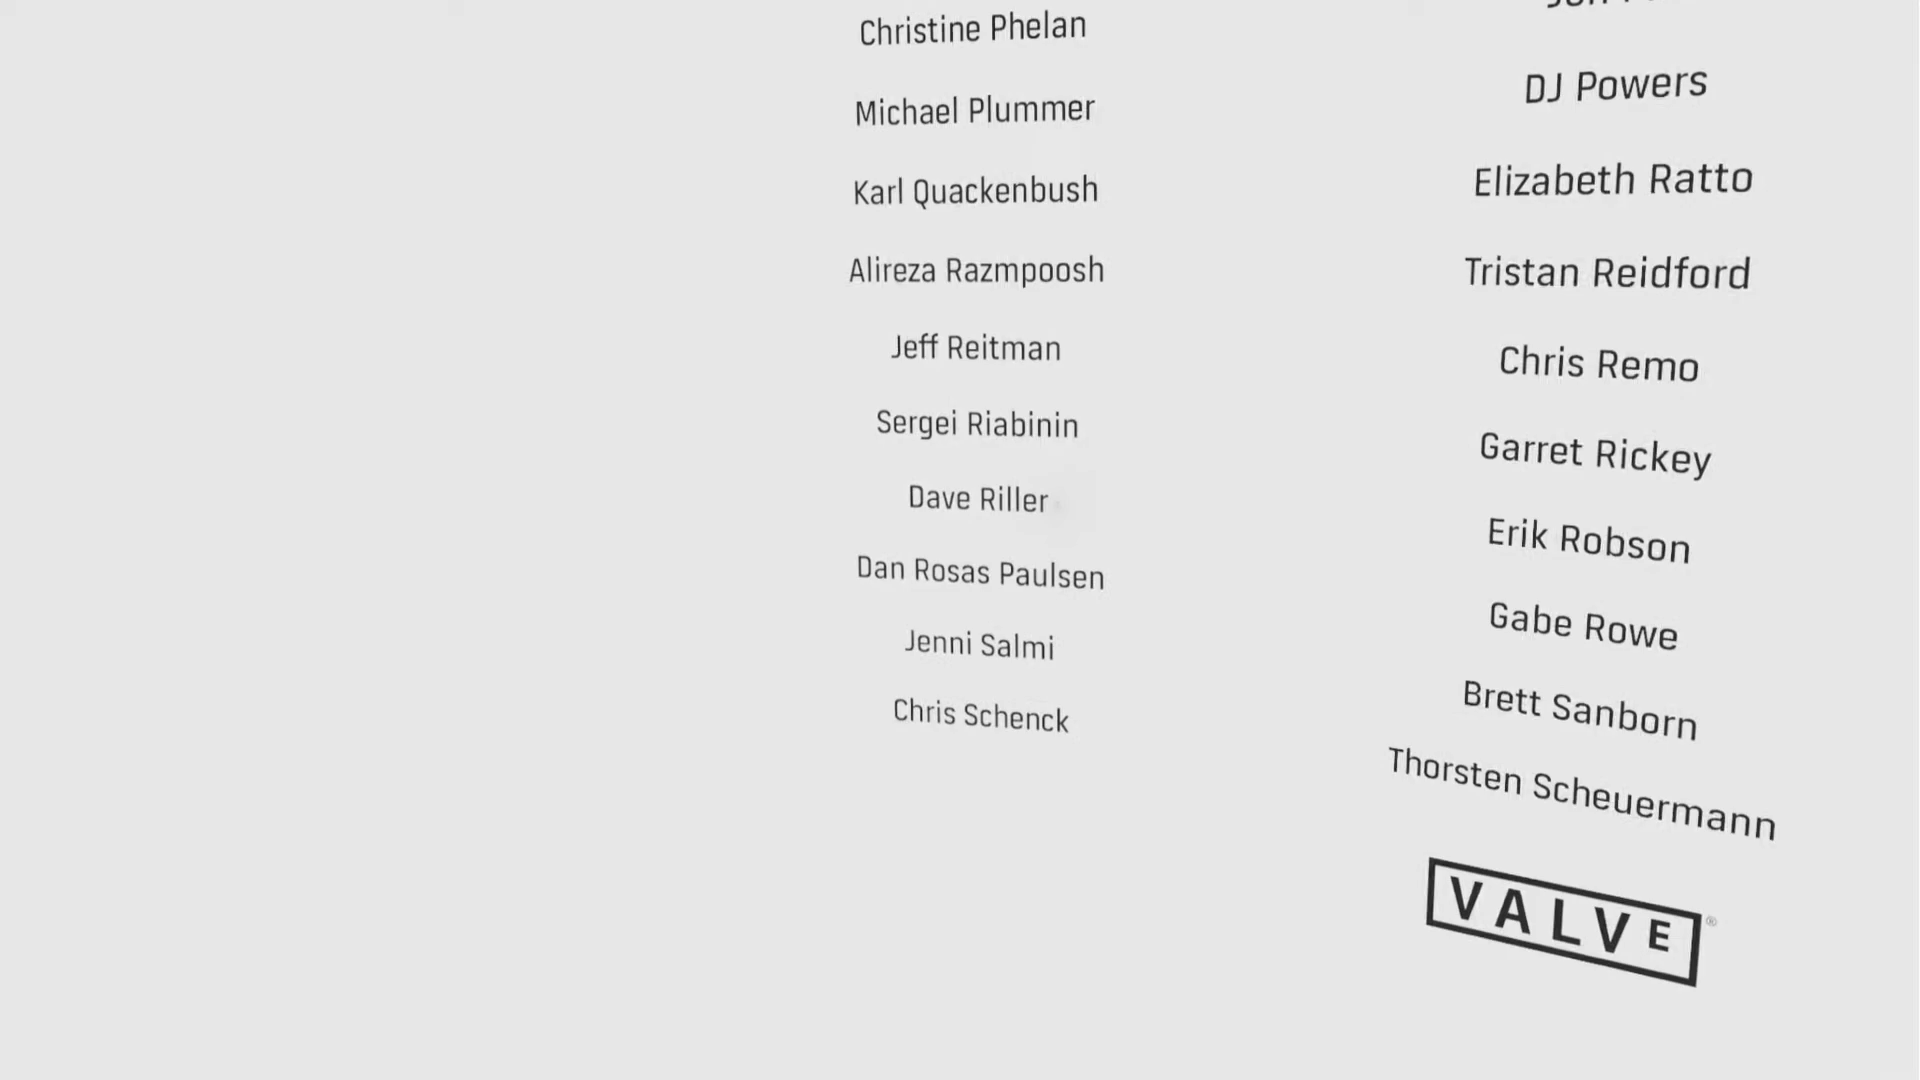 Christine Phelan
Michael Plummer
Karl Quackenbush
Alireza Razmpoosh
Jeff Reitman
Sergei Riabinin
Dave Riller
Dan Rosas Paulsen
Jenni Salmi
Chris Schenck
DJ Powers
Elizabeth Ratto
Tristan Reidford
Chris Remo
Garret Rickey
Erik Robson
Gabe Rowe
Brett Sanborn
Thorsten Scheuermann
VALVE®